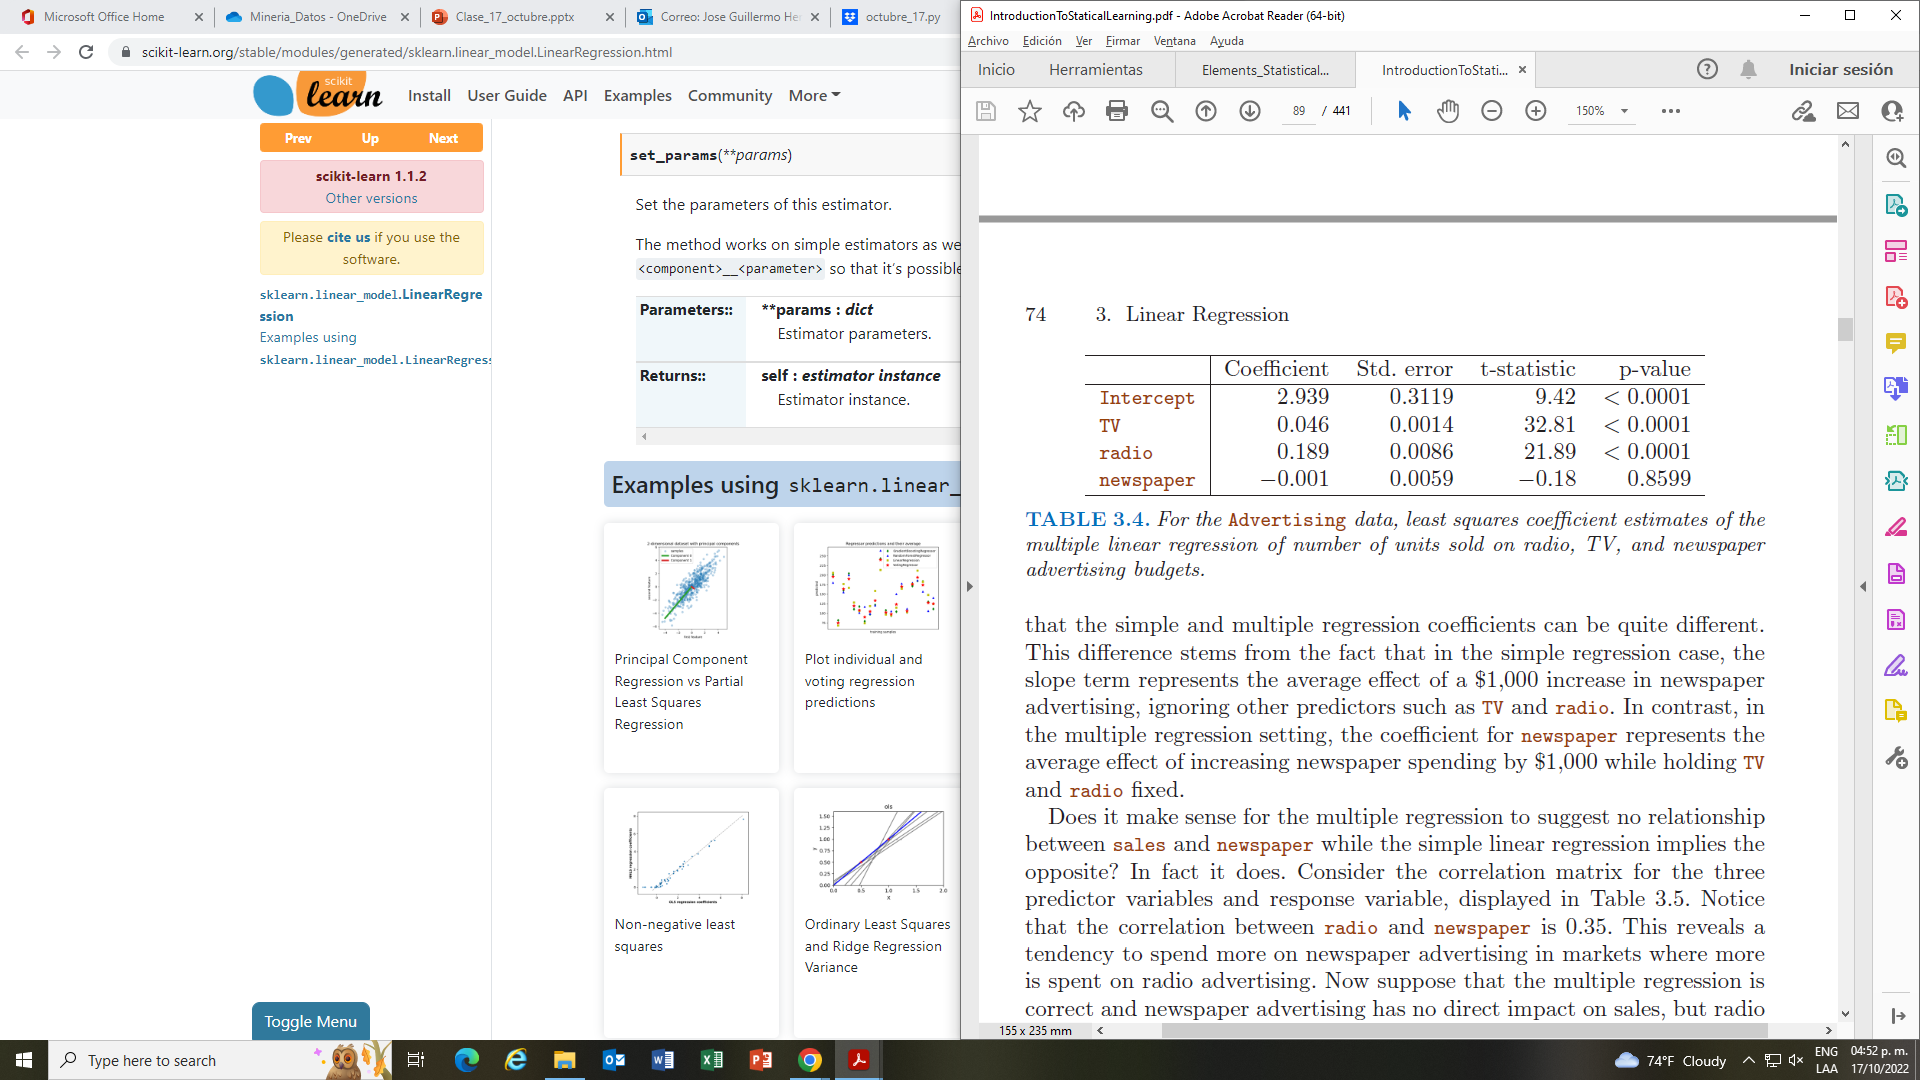 Microsoft Office Home
Mineria_Datos - OneDrive
Clase_17_octubre.pptx
Correo: Jose Guillermo He
octubre_17.py
scikit-learn.org/stable/modules/generated/sklearn.linear_model.LinearRegression.html
scikit
learn
Install
User Guide
API
Examples
Community
More
Prev
Up
Next
scikit-learn 1.1.2
Other versions
Please cite us if you use the
software.
sklearn.linear_model.LinearRegre
ssion
Examples using
sklearn.linear_model.LinearRegress
set_params(**params)
Set the parameters of this estimator.
The method works on simple estimators as we
<component>__<parameter> so that it's possible
Parameters::
**params : dict
Estimator parameters.
Returns::
self : estimator instance
Estimator instance.
Examples using sklearn.linear_
Principal Component
Regression vs Partial
Least Squares
Regression
Regressor predictions and their average
Plot individual and
voting regression
predictions
Non-negative least
squares
ols
Ordinary Least Squares
and Ridge Regression
Variance
Toggle Menu
IntroductionToStaticalLearning.pdf - Adobe Acrobat Reader (64-bit)
Archivo Edición Ver Firmar Ventana Ayuda
Inicio
Herramientas
Elements_Statistical...
IntroductionToStati...
Iniciar sesión
89 / 441
150%
74 3. Linear Regression
Coefficient Std. error t-statistic p-value
Intercept 2.939 0.3119 9.42 < 0.0001
TV 0.046 0.0014 32.81 < 0.0001
radio 0.189 0.0086 21.89 < 0.0001
newspaper −0.001 0.0059 −0.18 0.8599
TABLE 3.4. For the Advertising data, least squares coefficient estimates of the
multiple linear regression of number of units sold on radio, TV, and newspaper
advertising budgets.
that the simple and multiple regression coefficients can be quite different.
This difference stems from the fact that in the simple regression case, the
slope term represents the average effect of a $1,000 increase in newspaper
advertising, ignoring other predictors such as TV and radio. In contrast, in
the multiple regression setting, the coefficient for newspaper represents the
average effect of increasing newspaper spending by $1,000 while holding TV
and radio fixed.
Does it make sense for the multiple regression to suggest no relationship
between sales and newspaper while the simple linear regression implies the
opposite? In fact it does. Consider the correlation matrix for the three
predictor variables and response variable, displayed in Table 3.5. Notice
that the correlation between radio and newspaper is 0.35. This reveals a
tendency to spend more on newspaper advertising in markets where more
is spent on radio advertising. Now suppose that the multiple regression is
correct and newspaper advertising has no direct impact on sales, but radio
155 x 235 mm
Type here to search
74°F Cloudy
ENG
LAA
04:52 p. m.
17/10/2022